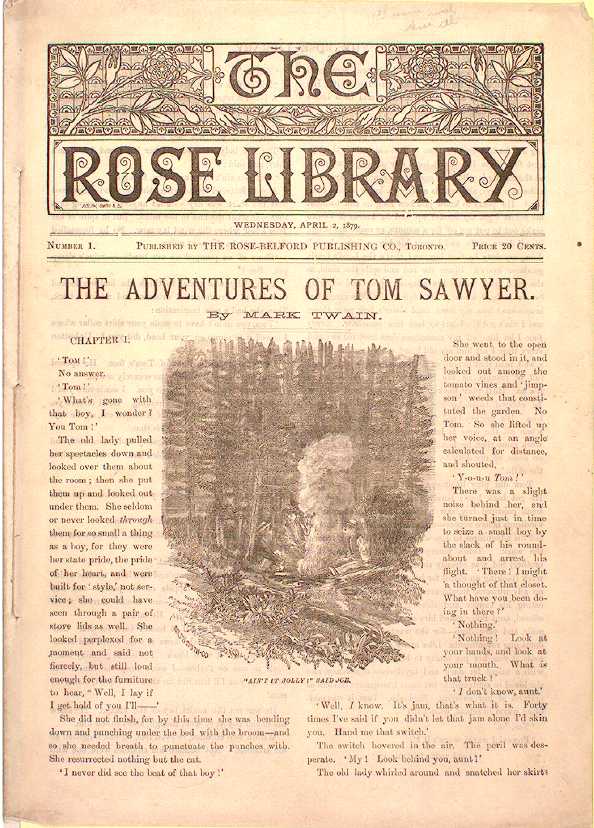 THE
ROSE LIBRARY
WEDNESDAY, APRIL 2, 1879.
NUMBER 1.
PUBLISHED BY THE ROSE-BELFORD PUBLISHING CO., TORONTO.
PRICE 20 CENTS.
THE ADVENTURES OF TOM SAWYER.
By MARK TWAIN.
CHAPTER I.
'TOM!'
No answer.
'Tom!'
'What's gone with
that boy, I wonder?
You Tom!'
The old lady pulled
her spectacles down and
looked over them about
the room; then she put
them up and looked out
under them. She seldom
or never looked through
them for so small a thing
as a boy, for they were
her state pride, the pride
of her heart, and were
built for 'style,' not ser-
vice; she could have
seen through a pair of
stove lids as well. She
looked perplexed for a
moment and said not
fiercely, but still loud
enough for the furniture
to hear, "Well, I lay if
I get hold of you I'll——'
She did not finish, for by this time she was bending
down and punching under the bed with the broom—and
so she needed breath to punctuate the punches with.
She resurrected nothing but the cat.
'I never did see the beat of that boy!'
"AIN'T IT JOLLY!" SAID JOE.
She went to the open
door and stood in it, and
looked out among the
tomato vines and 'jimp-
son' weeds that consti-
tuted the garden. No
Tom. So she lifted up
her voice, at an angle
calculated for distance,
and shouted,
'Y-o-u-u Tom!'
There was a slight
noise behind her, and
she turned just in time
to seize a small boy by
the slack of his round-
about and arrest his
flight. 'There! I might
'a thought of that closet.
What have you been do-
ing in there?'
'Nothing.'
'Nothing! Look at
your hands, and look at
your mouth. What is
that truck!'
'I don't know, aunt.'
'Well, I know. It's jam, that's what it is. Forty
times I've said if you didn't let that jam alone I'd skin
you. Hand me that switch.'
The switch hovered in the air. The peril was des-
perate. 'My! Look behind you, aunt!'
The old lady whirled around and snatched her skirts